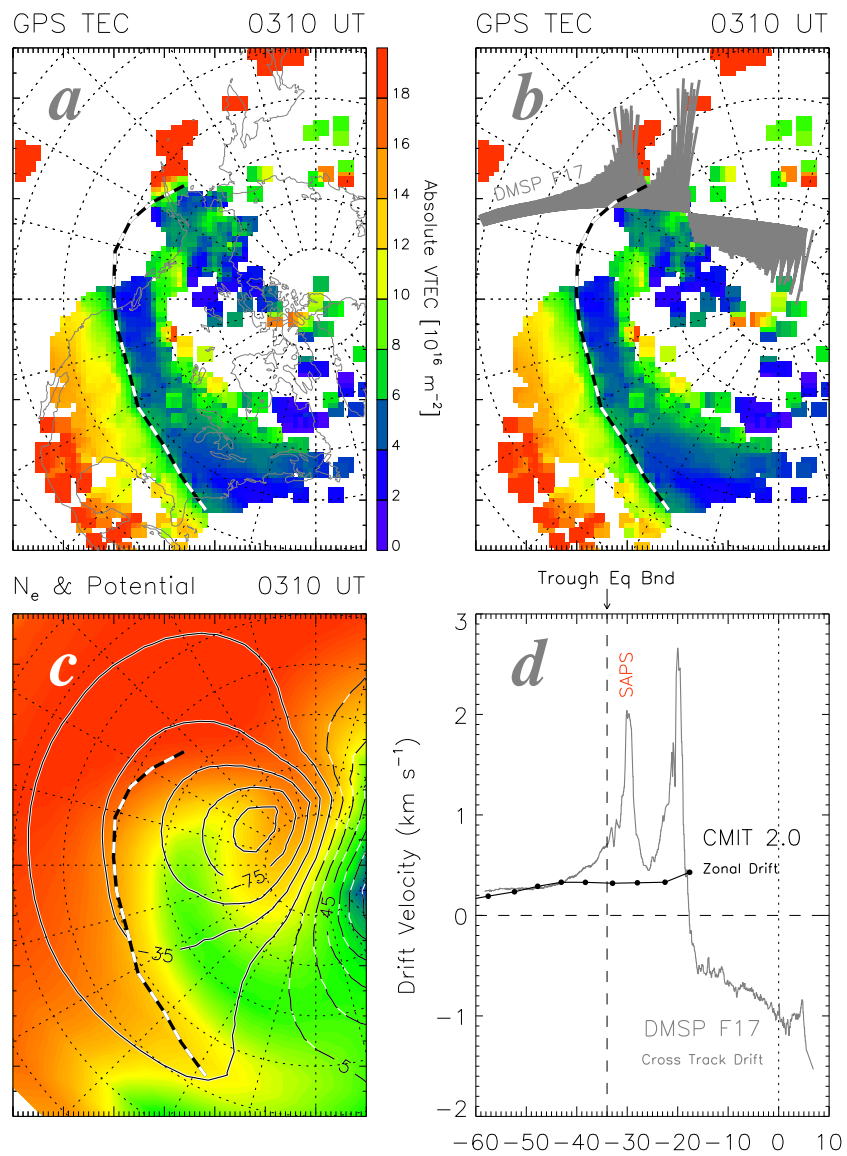 GPS TEC 0310 UT
a
18
16
14
12
10
8
6
4
2
0
Absolute VTEC [10¹⁶ m⁻²]
GPS TEC 0310 UT
b
DMSP F17
Nₑ & Potential 0310 UT
c
−75
−35
45
5
Trough Eq Bnd
d
SAPS
3
2
1
0
−1
−2
Drift Velocity (km s⁻¹)
CMIT 2.0
Zonal Drift
DMSP F17
Cross Track Drift
−60 −50 −40 −30 −20 −10 0 10